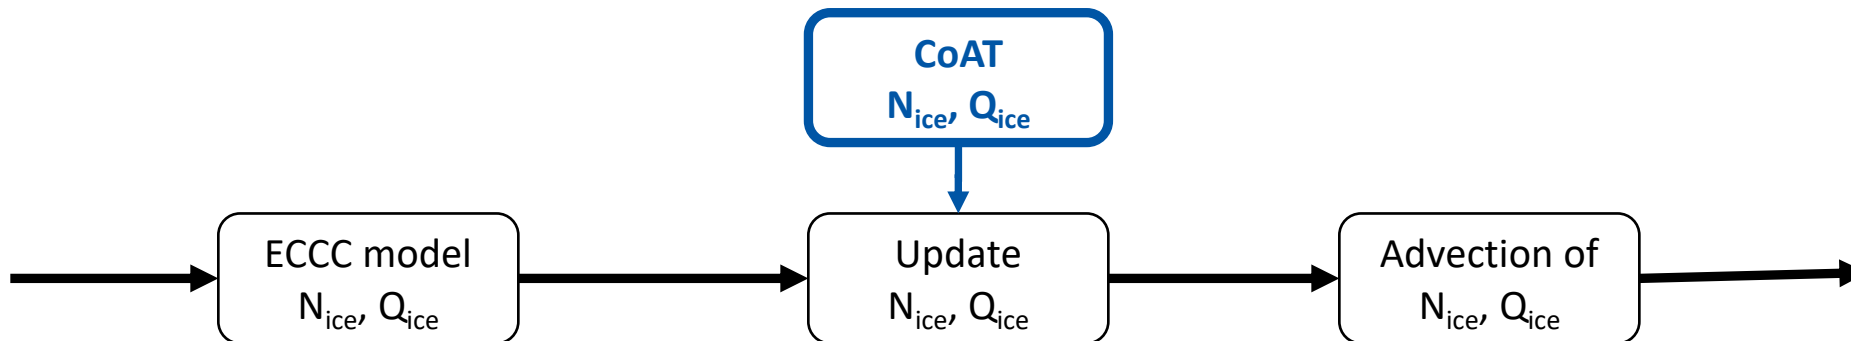 CoAT
Nice, Qice
ECCC model
Nice, Qice
Update
Nice, Qice
Advection of
Nice, Qice